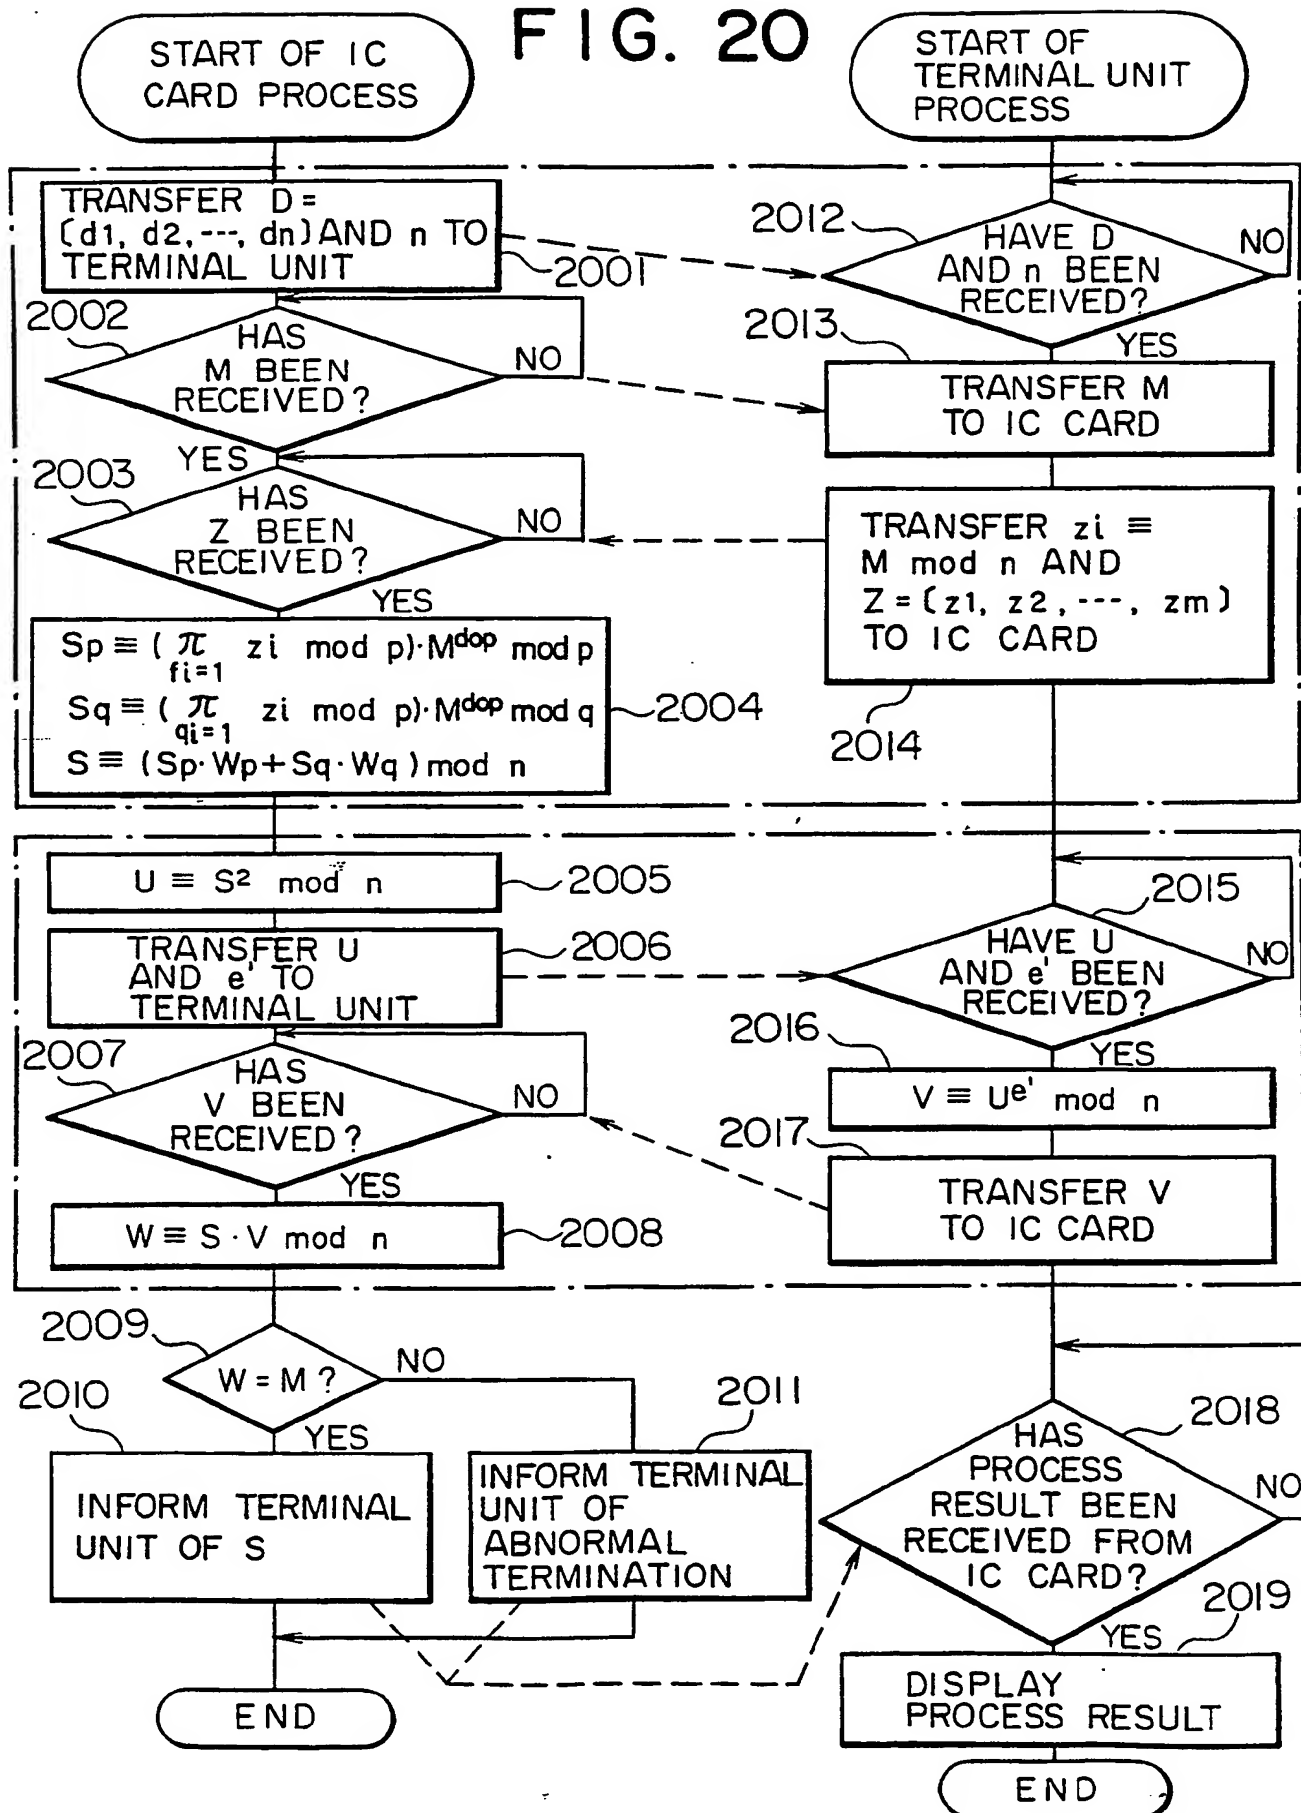 FIG. 20
START OF IC
CARD PROCESS
TRANSFER D =
(d1, d2, ---, dn) AND n TO
TERMINAL UNIT
2001
2002
HAS
M BEEN
RECEIVED?
NO
YES
2003
HAS
Z BEEN
RECEIVED?
NO
YES
Sp ≡ ( π zi mod p)·M^dop mod p
fi=1
Sq ≡ ( π zi mod p)·M^dop mod q
qi=1
S ≡ (Sp·Wp+Sq·Wq) mod n
2004
U ≡ S² mod n
2005
TRANSFER U
AND e' TO
TERMINAL UNIT
2006
2007
HAS
V BEEN
RECEIVED?
NO
YES
W ≡ S·V mod n
2008
2009
W = M?
NO
YES
2010
INFORM TERMINAL
UNIT OF S
2011
INFORM TERMINAL
UNIT OF
ABNORMAL
TERMINATION
END
START OF
TERMINAL UNIT
PROCESS
2012
HAVE D
AND n BEEN
RECEIVED?
NO
YES
2013
TRANSFER M
TO IC CARD
TRANSFER zi ≡
M mod n AND
Z = (z1, z2, ---, zm)
TO IC CARD
2014
2015
HAVE U
AND e' BEEN
RECEIVED?
NO
YES
2016
V ≡ U^e' mod n
2017
TRANSFER V
TO IC CARD
2018
HAS
PROCESS
RESULT BEEN
RECEIVED FROM
IC CARD?
NO
YES
2019
DISPLAY
PROCESS RESULT
END